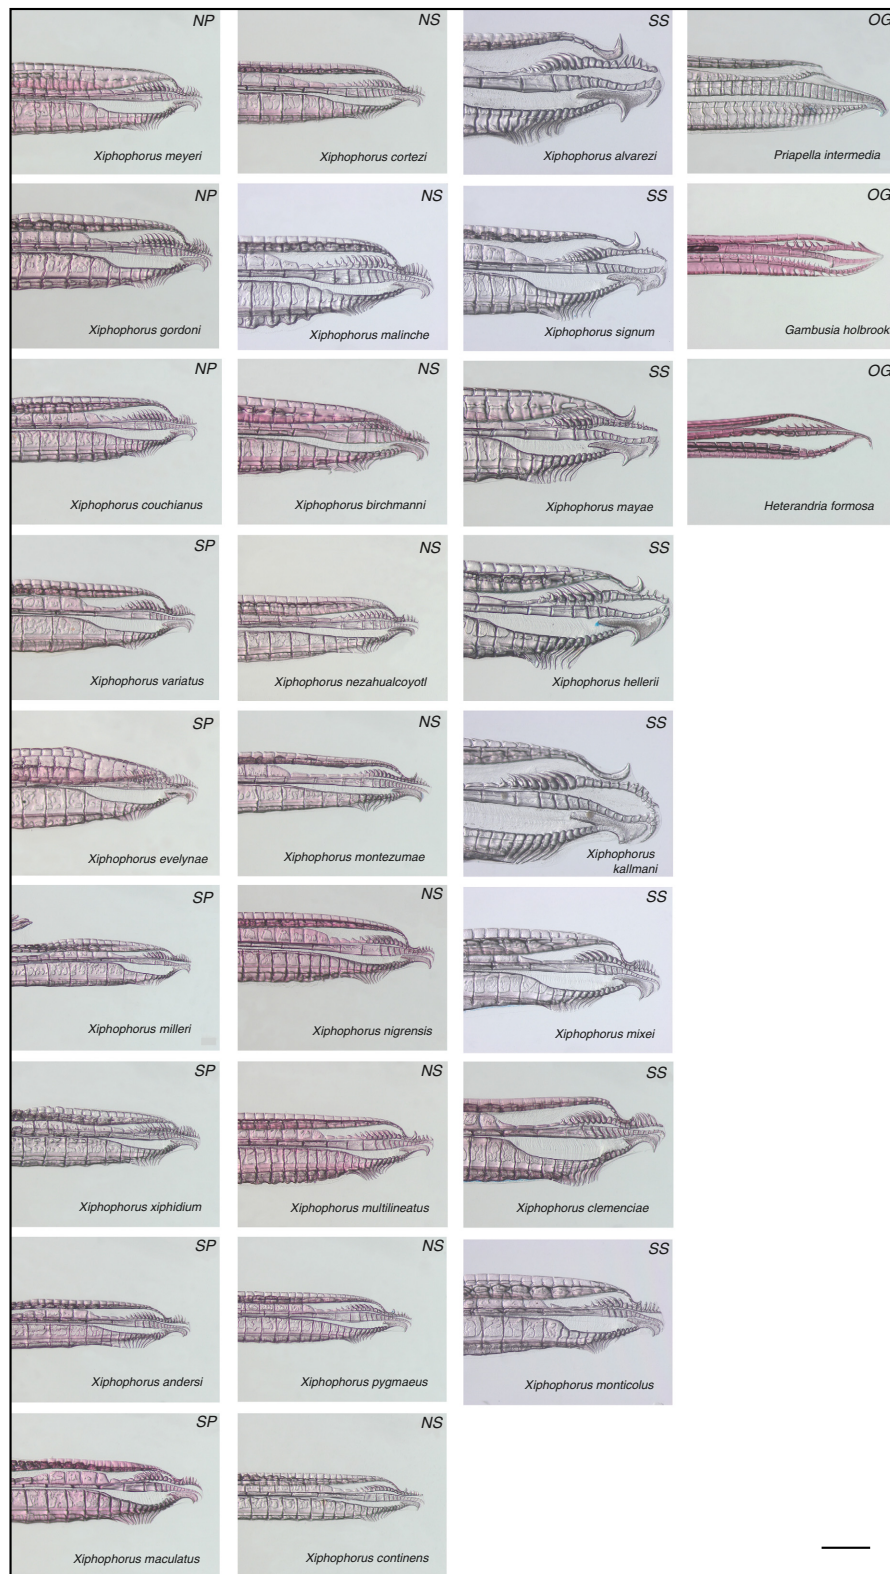 NP
Xiphophorus meyeri
NS
Xiphophorus cortezi
SS
Xiphophorus alvarezi
OG
Priapella intermedia
NP
Xiphophorus gordoni
NS
Xiphophorus malinche
SS
Xiphophorus signum
OG
Gambusia holbrook
NP
Xiphophorus couchianus
NS
Xiphophorus birchmanni
SS
Xiphophorus mayae
OG
Heterandria formosa
SP
Xiphophorus variatus
NS
Xiphophorus nezahualcoyotl
SS
Xiphophorus hellerii
SP
Xiphophorus evelynae
NS
Xiphophorus montezumae
SS
Xiphophorus
kallmani
SP
Xiphophorus milleri
NS
Xiphophorus nigrensis
SS
Xiphophorus mixei
SP
Xiphophorus xiphidium
NS
Xiphophorus multilineatus
SS
Xiphophorus clemenciae
SP
Xiphophorus andersi
NS
Xiphophorus pygmaeus
SS
Xiphophorus monticolus
SP
Xiphophorus maculatus
NS
Xiphophorus continens